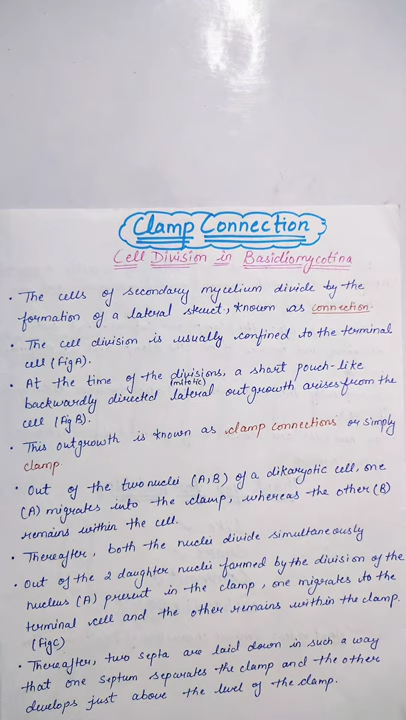 Clamp Connection
Cell Division in Basidiomycotina
• The cells of secondary mycelium divide by the
formation of a lateral struct, known as connection.
• The cell division is usually confined to the terminal
cell (Fig A).
• At the time of the divisions, a short pouch-like
(mitotic)
backwardly directed lateral outgrowth arises from the
cell (Fig B).
• This outgrowth is known as clamp connections or simply
clamp
• Out of the two nuclei (A,B) of a dikaryotic cell, one
(A) migrates into the clamp, whereas the other (B)
remains within the cell.
• Thereafter, both the nuclei divide simultaneously
• Out of the 2 daughter nuclei formed by the division of the
nucleus (A) present in the clamp, one migrates to the
terminal cell and the other remains within the clamp.
(Fig C)
• Thereafter, two septa are laid down in such a way
that one septum separates the clamp and the other
develops just above the level of the clamp.